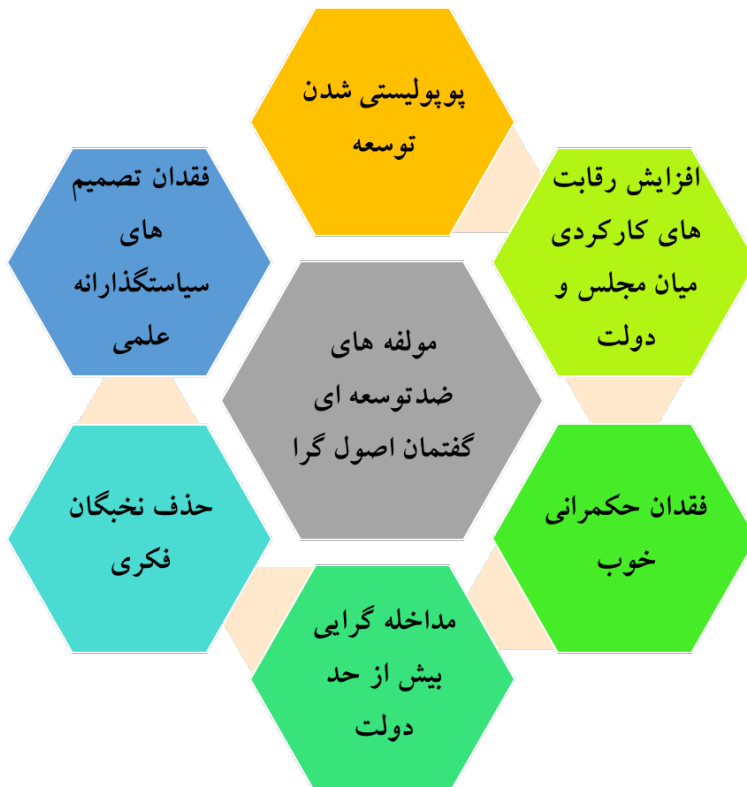 پوپولیستی شدن
توسعه
افزایش رقابت
های کارکردی
میان مجلس و
دولت
فقدان حکمرانی
خوب
مداخله گرایی
بیش از حد
دولت
حذف نخبگان
فکری
فقدان تصمیم
های
سیاستگذارانه
علمی
مولفه های
ضدتوسعه ای
گفتمان اصول گرا